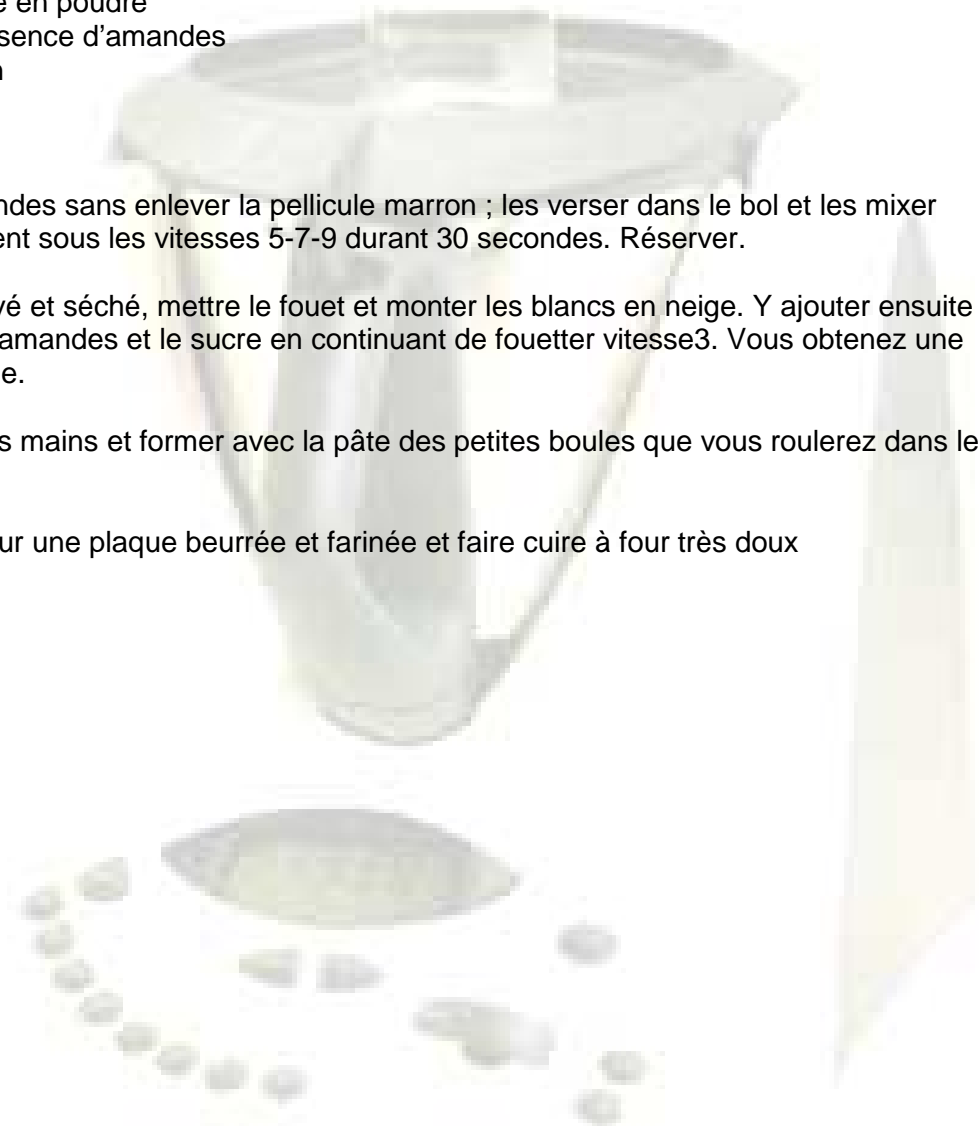 e en poudre
sence d’amandes
n
ndes sans enlever la pellicule marron ; les verser dans le bol et les mixer
ent sous les vitesses 5-7-9 durant 30 secondes. Réserver.
vé et séché, mettre le fouet et monter les blancs en neige. Y ajouter ensuite
amandes et le sucre en continuant de fouetter vitesse3. Vous obtenez une
e.
s mains et former avec la pâte des petites boules que vous roulerez dans le
ur une plaque beurrée et farinée et faire cuire à four très doux